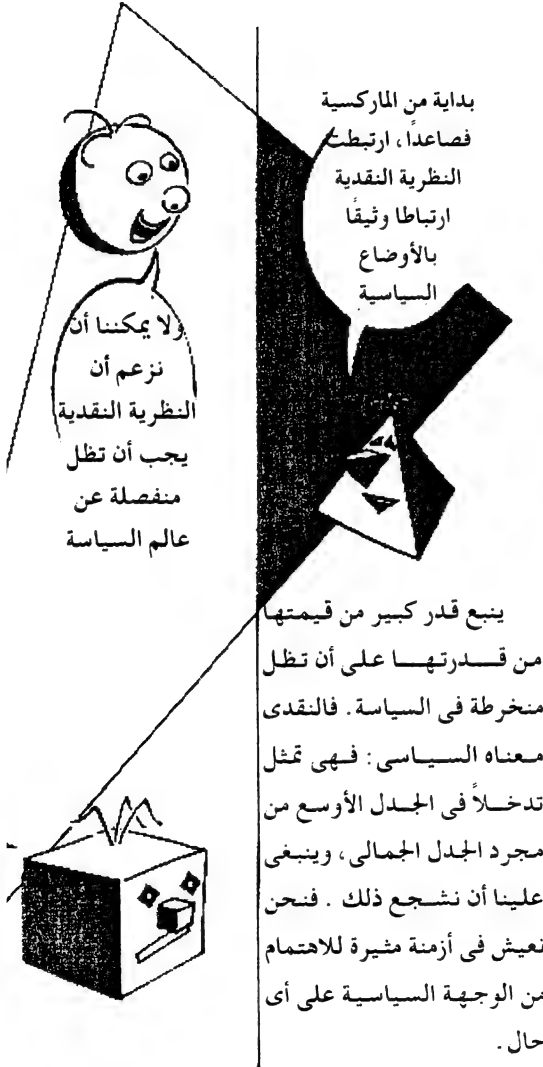 بداية من الماركسية
فصاعدًا، ارتبطت
النظرية النقدية
ارتباطا وثيقًا
بالأوضاع
السياسية
ولا يمكننا أن
نزعم أن
النظرية النقدية
يجب أن تظل
منفصلة عن
عالم السياسة
ينبع قدر كبير من قيمتها
من قدرتها على أن تظل
منخرطة فى السياسة. فالنقدى
معناه السياسى: فهى تمثل
تدخلاً فى الجدل الأوسع من
مجرد الجدل الجمالى، وينبغى
علينا أن نشجع ذلك . فنحن
نعيش فى أزمنة مثيرة للاهتمام
من الوجهة السياسية على أى
حال.